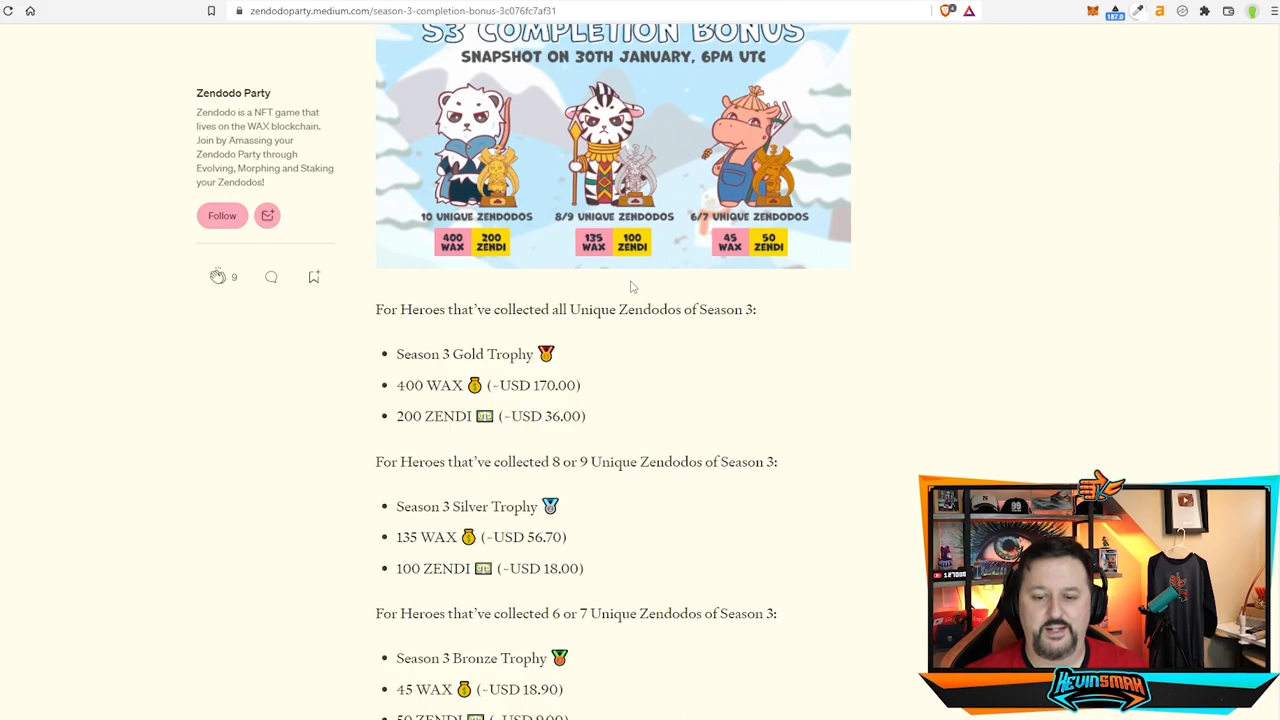 zendodoparty.medium.com/season-3-completion-bonus-3c076fc7af31
187.0
S3 COMPLETION BONUS
SNAPSHOT ON 30TH JANUARY, 6PM UTC
10 UNIQUE ZENDODOS
8/9 UNIQUE ZENDODOS
6/7 UNIQUE ZENDODOS
400 WAX
200 ZENDI
135 WAX
100 ZENDI
45 WAX
50 ZENDI
Zendodo Party
Zendodo is a NFT game that
lives on the WAX blockchain.
Join by Amassing your
Zendodo Party through
Evolving, Morphing and Staking
your Zendodos!
Follow
9
For Heroes that've collected all Unique Zendodos of Season 3:
• Season 3 Gold Trophy 🏅
• 400 WAX 💰 (~USD 170.00)
• 200 ZENDI 💵 (~USD 36.00)
For Heroes that've collected 8 or 9 Unique Zendodos of Season 3:
• Season 3 Silver Trophy 🏅
• 135 WAX 💰 (~USD 56.70)
• 100 ZENDI 💵 (~USD 18.00)
For Heroes that've collected 6 or 7 Unique Zendodos of Season 3:
• Season 3 Bronze Trophy 🏅
• 45 WAX 💰 (~USD 18.90)
50 ZENDI 💵 (~USD 9.00)
KEVINSMAK